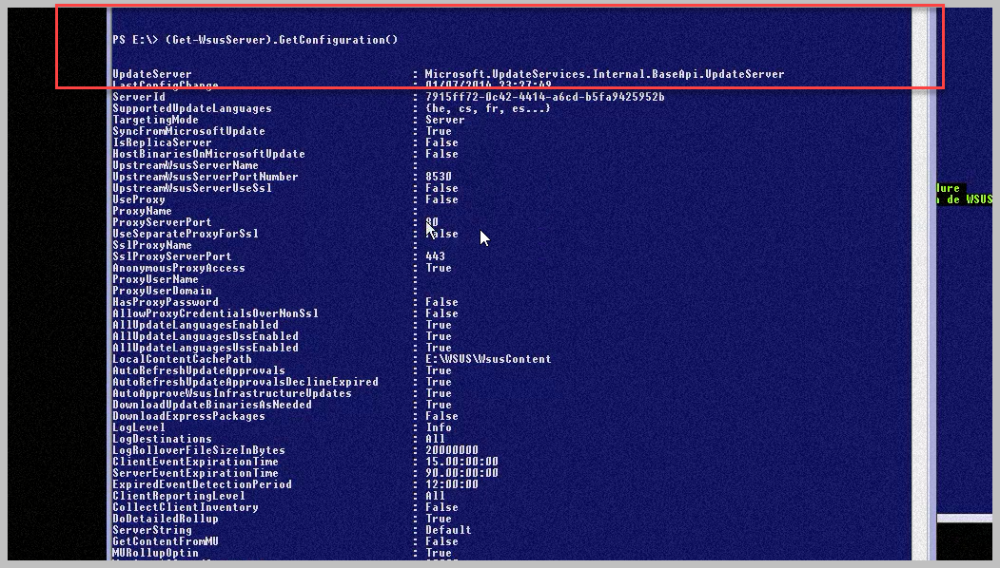 PS E:\> (Get-WsusServer).GetConfiguration()
UpdateServer : Microsoft.UpdateServices.Internal.BaseApi.UpdateServer
LastConfigChange : 01/07/2014 23:27:49
ServerId : 7915ff72-0c42-4414-a6cd-b5fa9425952b
SupportedUpdateLanguages : {he, cs, fr, es...}
TargetingMode : Server
SyncFromMicrosoftUpdate : True
IsReplicaServer : False
HostBinariesOnMicrosoftUpdate : False
UpstreamWsusServerName :
UpstreamWsusServerPortNumber : 8530
UpstreamWsusServerUseSsl : False
UseProxy : False
ProxyName :
ProxyServerPort : 80
UseSeparateProxyForSsl : False
SslProxyName :
SslProxyServerPort : 443
AnonymousProxyAccess : True
ProxyUserName :
ProxyUserDomain :
HasProxyPassword : False
AllowProxyCredentialsOverNonSsl : False
AllUpdateLanguagesEnabled : True
AllUpdateLanguagesDssEnabled : True
AllUpdateLanguagesUssEnabled : True
LocalContentCachePath : E:\WSUS\WsusContent
AutoRefreshUpdateApprovals : True
AutoRefreshUpdateApprovalsDeclineExpired : True
AutoApproveWsusInfrastructureUpdates : True
DownloadUpdateBinariesAsNeeded : True
DownloadExpressPackages : False
LogLevel : Info
LogDestinations : All
LogRolloverFileSizeInBytes : 20000000
ClientEventExpirationTime : 15.00:00:00
ServerEventExpirationTime : 90.00:00:00
ExpiredEventDetectionPeriod : 12:00:00
ClientReportingLevel : All
CollectClientInventory : False
DoDetailedRollup : True
ServerString : Default
GetContentFromMU : False
MURollupOptin : True
dure
de WSUS